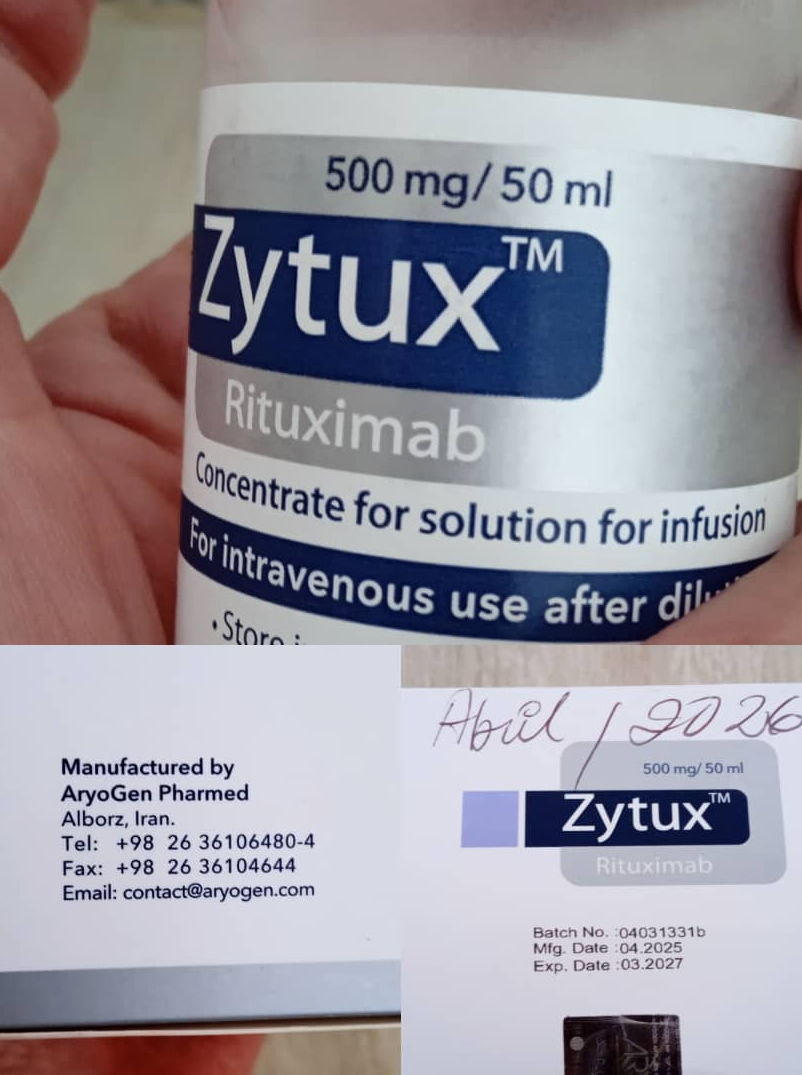 500 mg/ 50 ml
Zytux™
Rituximab
Concentrate for solution for infusion
For intravenous use after
• Store
Manufactured by
AryoGen Pharmed
Alborz, Iran.
Tel: +98 26 36106480-4
Fax: +98 26 36104644
Email: contact@aryogen.com
Abril / 2026
500 mg/ 50 ml
Zytux™
Rituximab
Batch No. :04031331b
Mfg. Date :04.2025
Exp. Date :03.2027